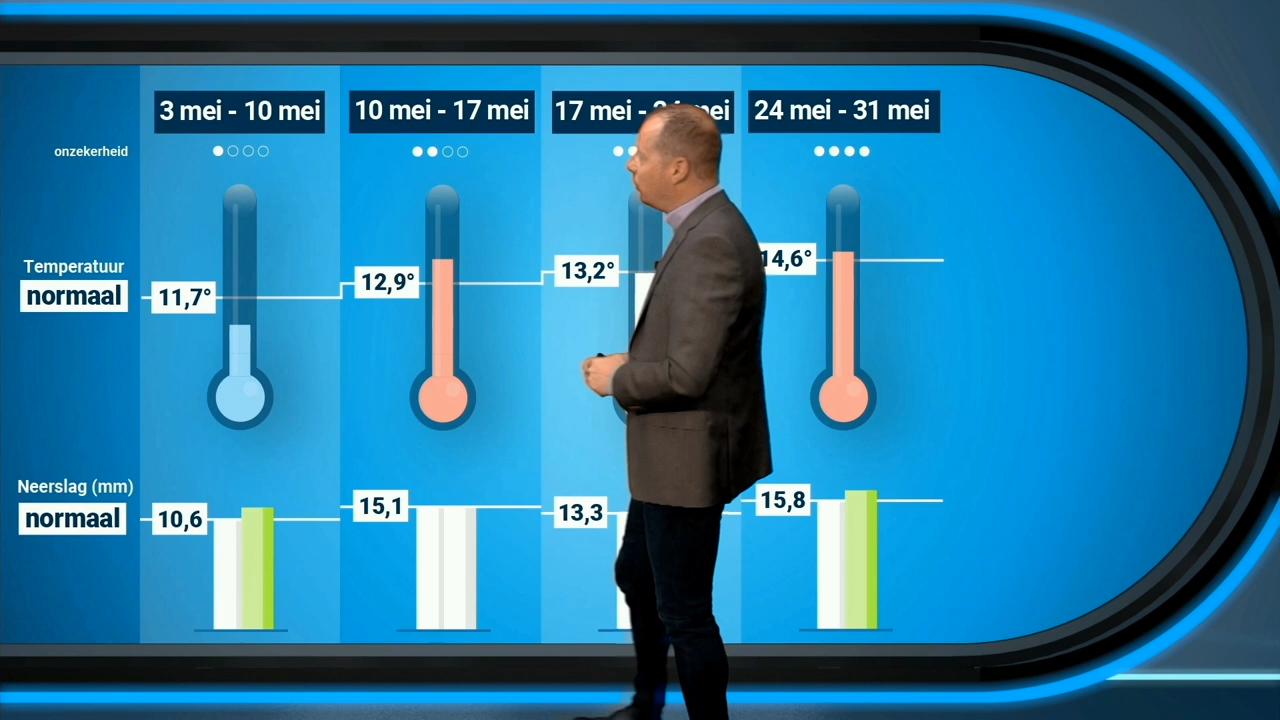 3 mei - 10 mei
10 mei - 17 mei
17 mei - mei
24 mei - 31 mei
onzekerheid
Temperatuur
normaal
11,7°
12,9°
13,2°
14,6°
Neerslag (mm)
normaal
10,6
15,1
13,3
15,8